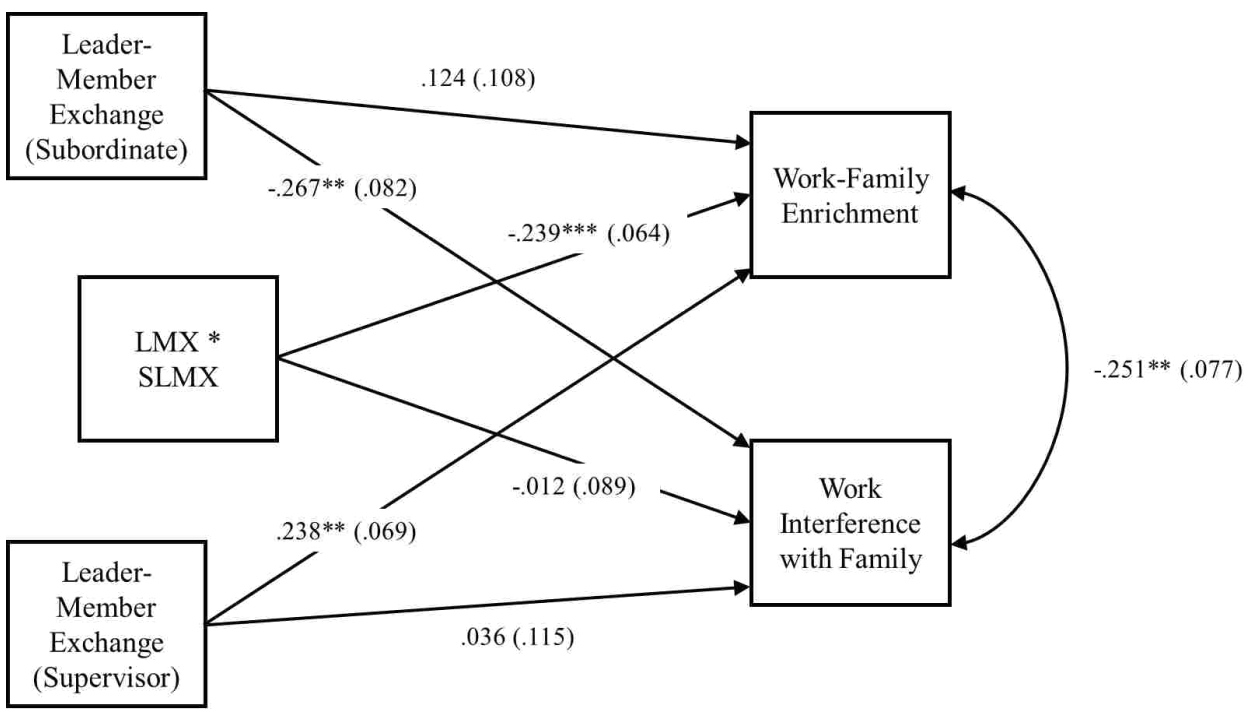 Leader-
Member
Exchange
(Subordinate)
.124 (.108)
Work-Family
Enrichment
-.267** (.082)
-.239*** (.064)
LMX *
SLMX
-.251** (.077)
-.012 (.089)
Work
Interference
with Family
.238** (.069)
Leader-
Member
Exchange
(Supervisor)
.036 (.115)